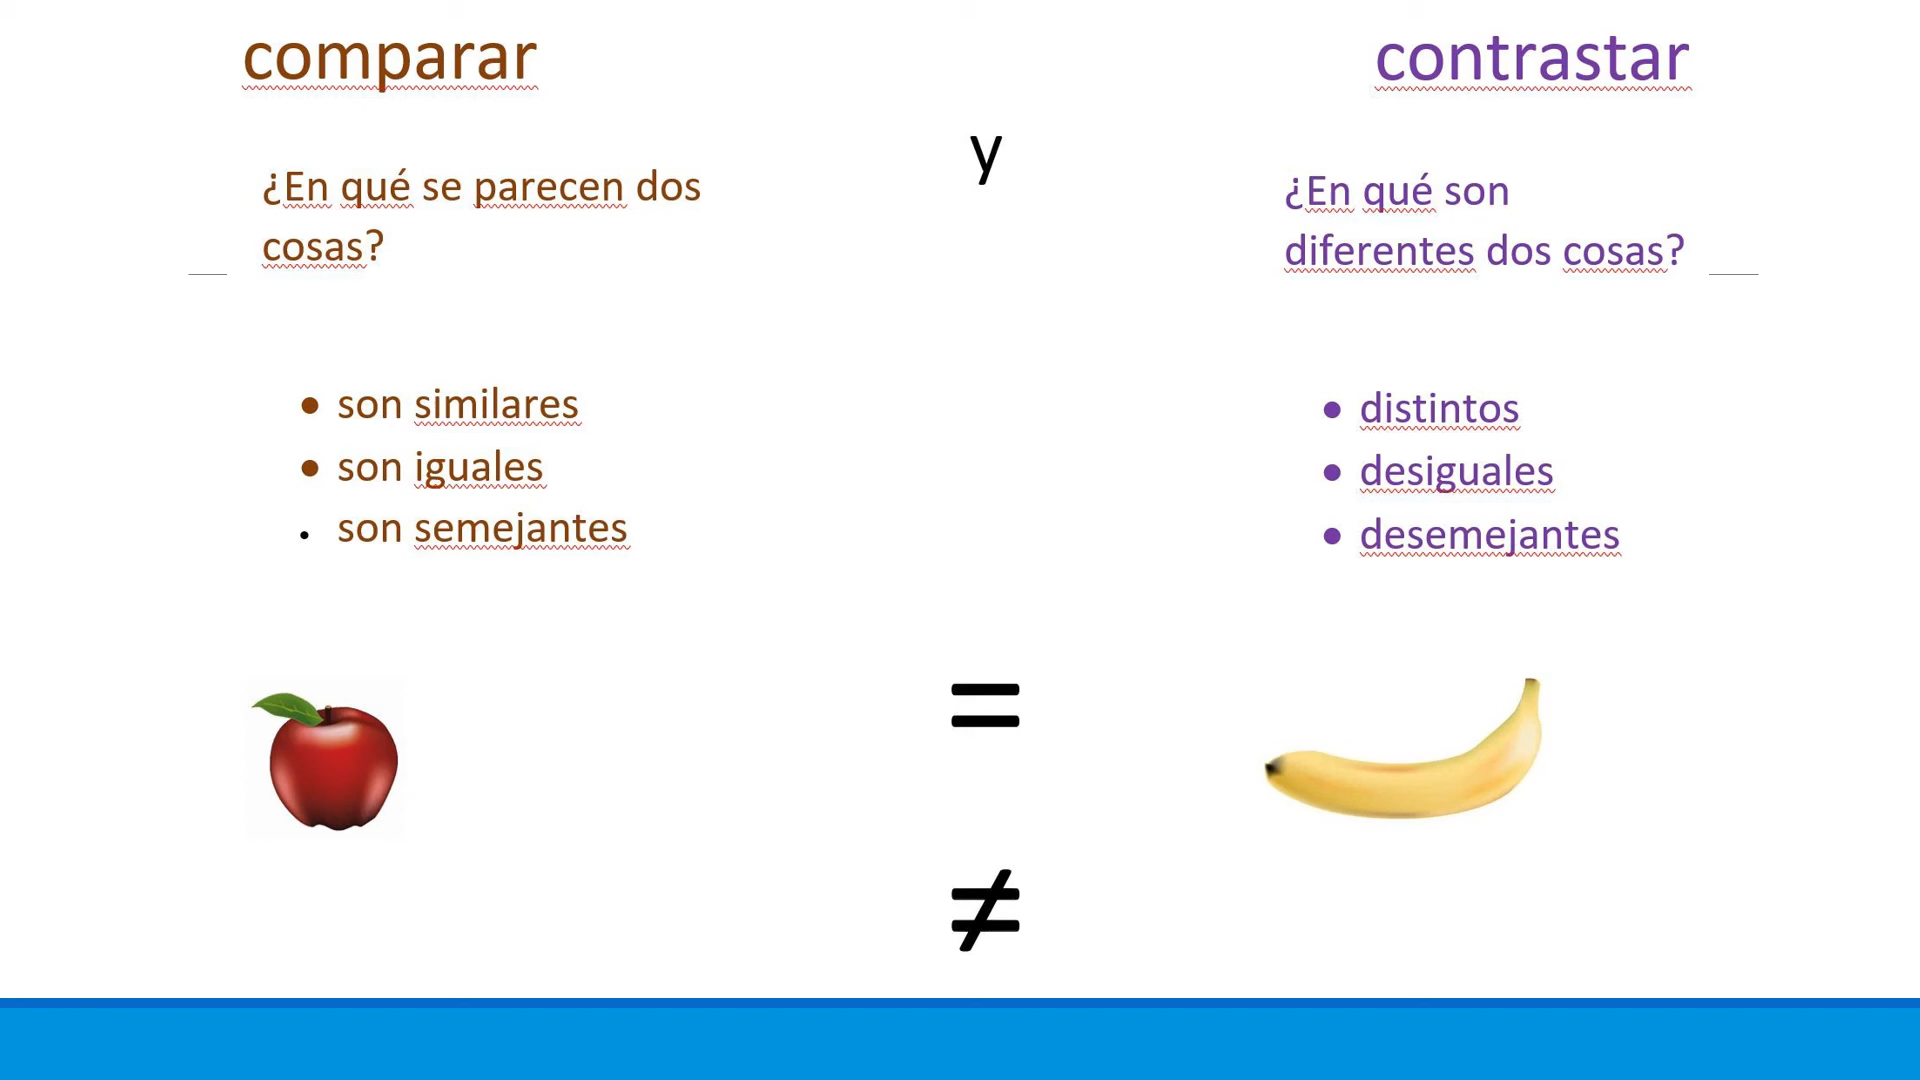 comparar
y
contrastar
¿En qué se parecen dos
cosas?
¿En qué son
diferentes dos cosas?
• son similares
• son iguales
• son semejantes
• distintos
• desiguales
• desemejantes
=
≠